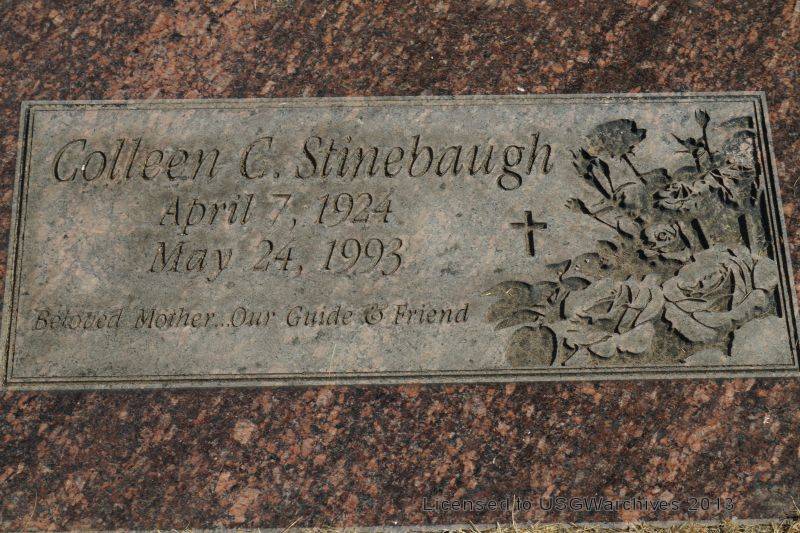 Colleen C. Stinebaugh
April 7, 1924
May 24, 1993
Beloved Mother...Our Guide & Friend
Licensed to USGWarchives 2013